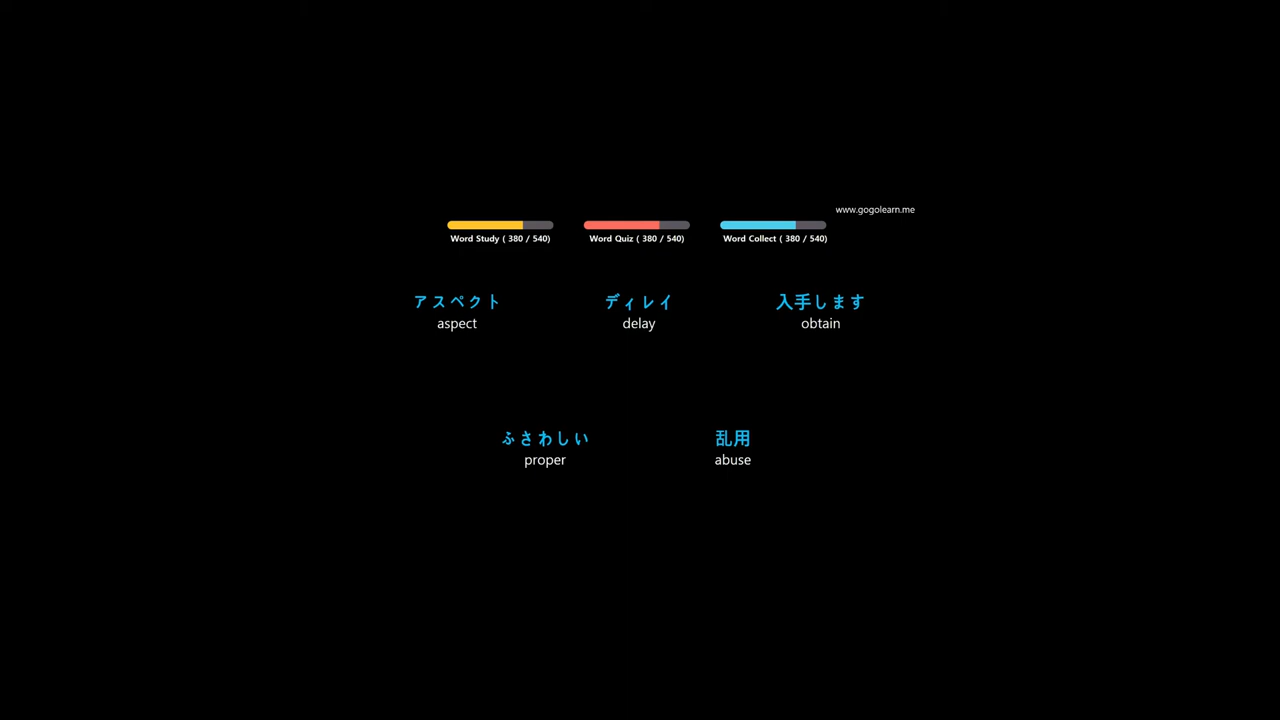 www.gogolearn.me
Word Study ( 380 / 540)
Word Quiz ( 380 / 540)
Word Collect ( 380 / 540)
アスペクト
aspect
ディレイ
delay
入手します
obtain
ふさわしい
proper
乱用
abuse